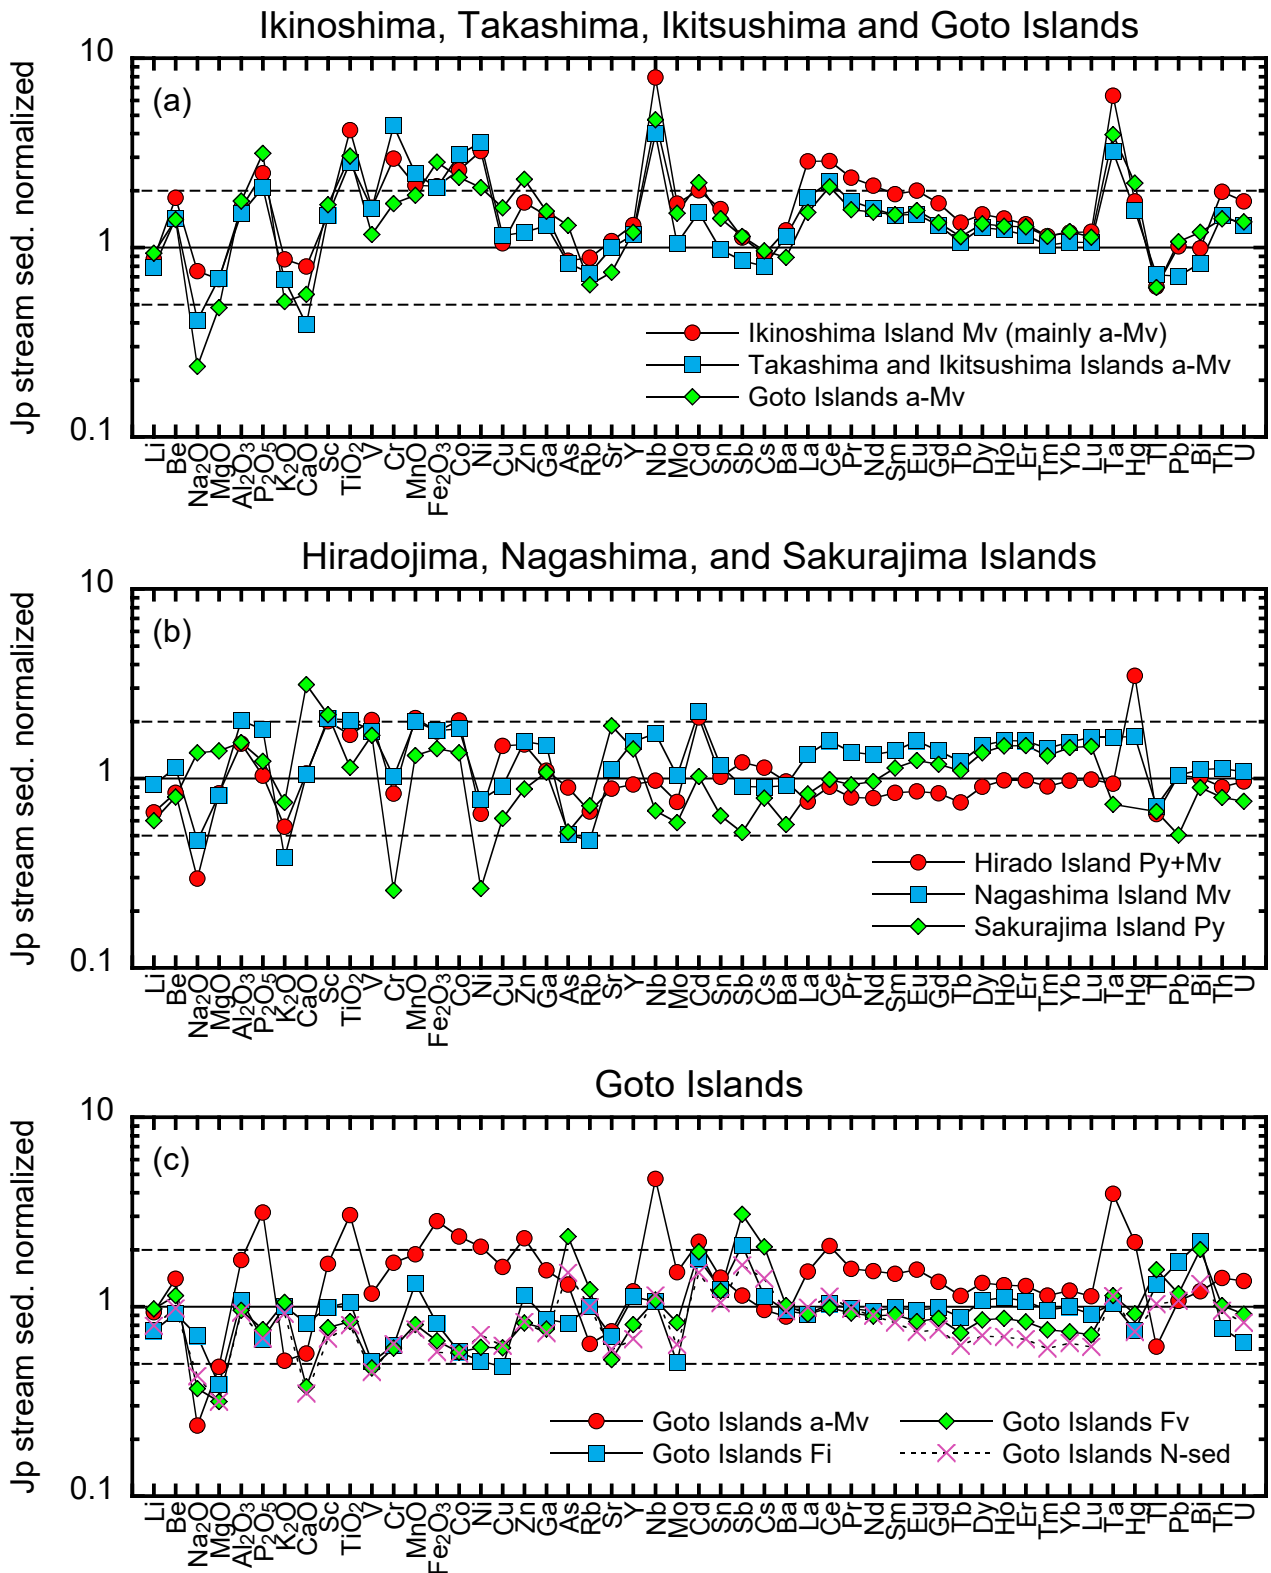 Ikinoshima, Takashima, Ikitsushima and Goto Islands
Jp stream sed. normalized
10
1
0.1
(a)
Ikinoshima Island Mv (mainly a-Mv)
Takashima and Ikitsushima Islands a-Mv
Goto Islands a-Mv
Li Be Na2O MgO Al2O3 P2O5 K2O CaO Sc TiO2 V Cr MnO Fe2O3 Co Ni Cu Zn Ga As Rb Sr Y Nb Mo Cd Sn Sb Cs Ba La Ce Pr Nd Sm Eu Gd Tb Dy Ho Er Tm Yb Lu Ta Hg Tl Pb Bi Th U
Hiradojima, Nagashima, and Sakurajima Islands
Jp stream sed. normalized
10
1
0.1
(b)
Hirado Island Py+Mv
Nagashima Island Mv
Sakurajima Island Py
Li Be Na2O MgO Al2O3 P2O5 K2O CaO Sc TiO2 V Cr MnO Fe2O3 Co Ni Cu Zn Ga As Rb Sr Y Nb Mo Cd Sn Sb Cs Ba La Ce Pr Nd Sm Eu Gd Tb Dy Ho Er Tm Yb Lu Ta Hg Tl Pb Bi Th U
Goto Islands
Jp stream sed. normalized
10
1
0.1
(c)
Goto Islands a-Mv
Goto Islands Fv
Goto Islands Fi
Goto Islands N-sed
Li Be Na2O MgO Al2O3 P2O5 K2O CaO Sc TiO2 V Cr MnO Fe2O3 Co Ni Cu Zn Ga As Rb Sr Y Nb Mo Cd Sn Sb Cs Ba La Ce Pr Nd Sm Eu Gd Tb Dy Ho Er Tm Yb Lu Ta Hg Tl Pb Bi Th U